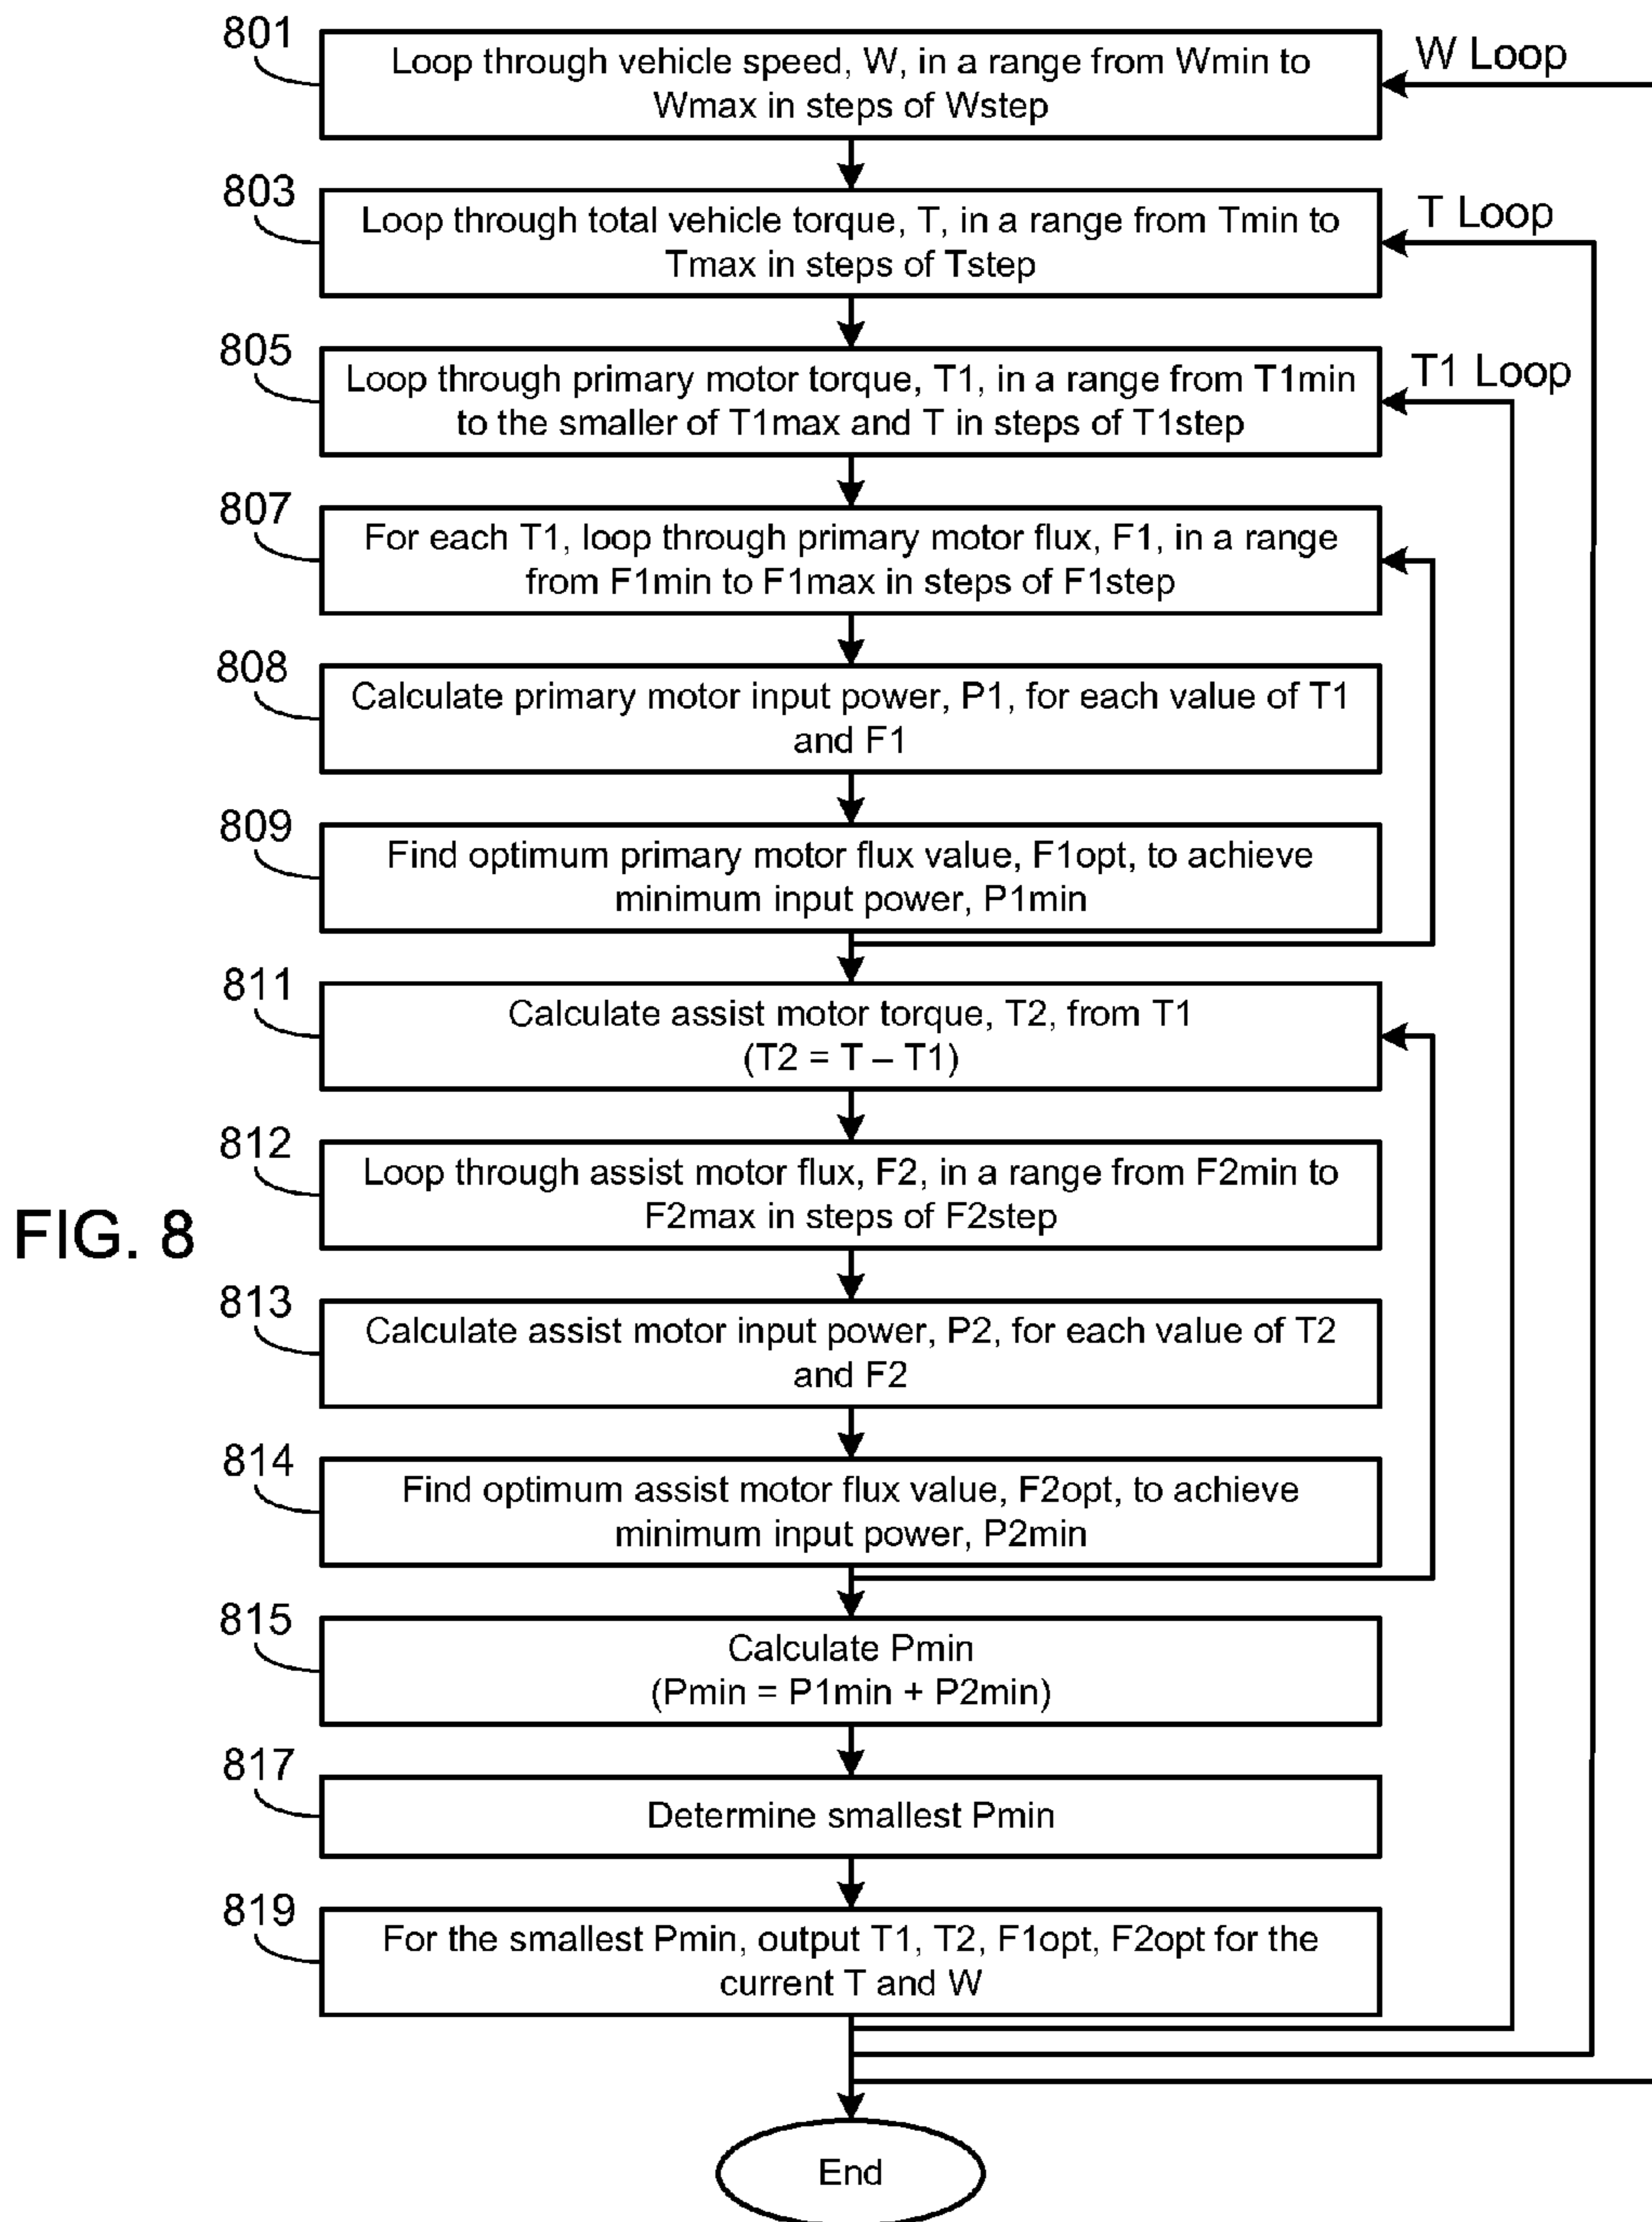 801
Loop through vehicle speed, W, in a range from Wmin to
Wmax in steps of Wstep
W Loop
803
Loop through total vehicle torque, T, in a range from Tmin to
Tmax in steps of Tstep
T Loop
805
Loop through primary motor torque, T1, in a range from T1min
to the smaller of T1max and T in steps of T1step
T1 Loop
807
For each T1, loop through primary motor flux, F1, in a range
from F1min to F1max in steps of F1step
808
Calculate primary motor input power, P1, for each value of T1
and F1
809
Find optimum primary motor flux value, F1opt, to achieve
minimum input power, P1min
811
Calculate assist motor torque, T2, from T1
(T2 = T – T1)
812
Loop through assist motor flux, F2, in a range from F2min to
F2max in steps of F2step
FIG. 8
813
Calculate assist motor input power, P2, for each value of T2
and F2
814
Find optimum assist motor flux value, F2opt, to achieve
minimum input power, P2min
815
Calculate Pmin
(Pmin = P1min + P2min)
817
Determine smallest Pmin
819
For the smallest Pmin, output T1, T2, F1opt, F2opt for the
current T and W
End